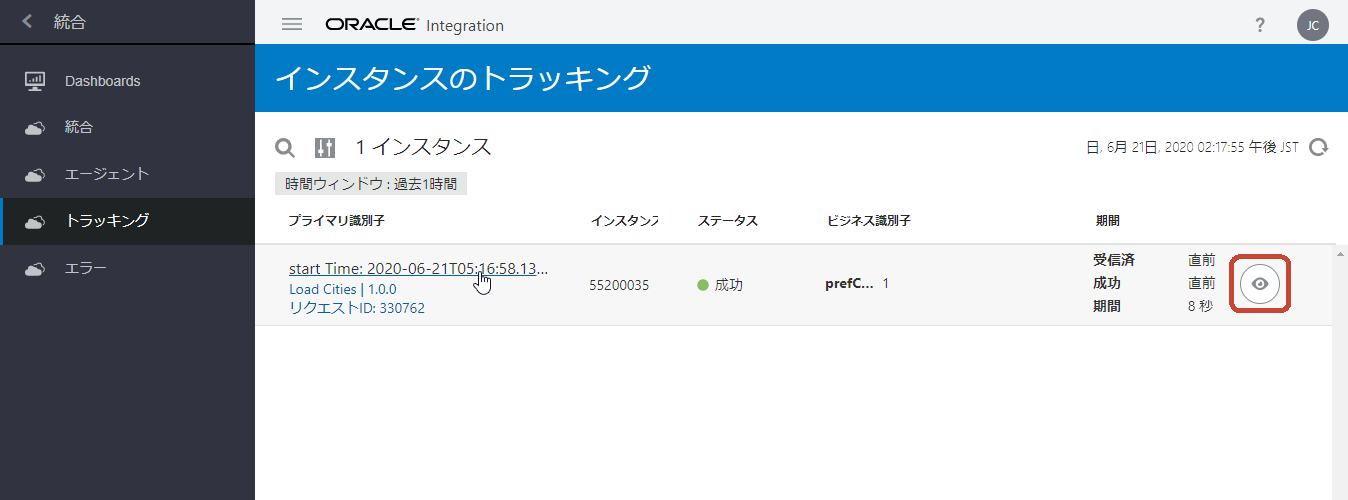 統合
ORACLE Integration
?
JC
Dashboards
統合
エージェント
トラッキング
エラー
インスタンスのトラッキング
1 インスタンス
日, 6月 21日, 2020 02:17:55 午後 JST
時間ウィンドウ : 過去1時間
プライマリ識別子 インスタンス ステータス ビジネス識別子 期間
start Time: 2020-06-21T05:16:58.13...
Load Cities | 1.0.0
リクエストID: 330762
55200035
成功
prefC... 1
受信済 直前
成功 直前
期間 8 秒